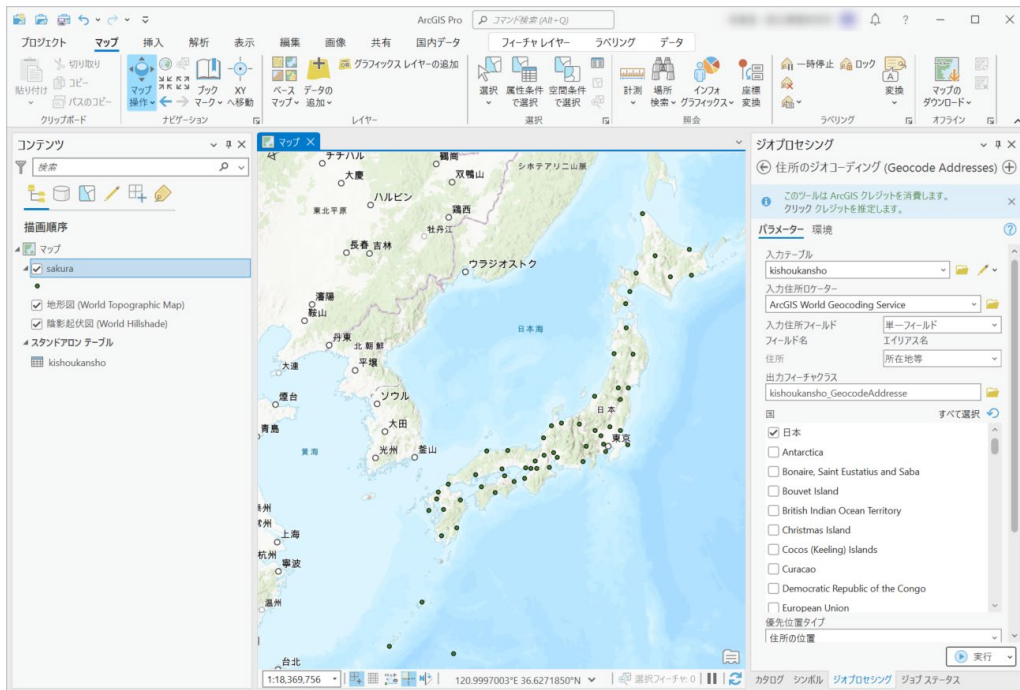 ArcGIS Pro
コマンド検索 (Alt+Q)
?
プロジェクト マップ 挿入 解析 表示 編集 画像 共有 国内データ フィーチャ レイヤー ラベリング データ
貼り付け
切り取り
コピー
パスのコピー
クリップボード
マップ操作
ブックマーク
XY へ移動
ナビゲーション
ベースマップ
データの追加
グラフィックス レイヤーの追加
レイヤー
選択
属性条件で選択
空間条件で選択
選択
計測
場所検索
インフォグラフィックス
座標変換
照会
一時停止
ロック
変換
ラベリング
マップのダウンロード
オフライン
コンテンツ
検索
描画順序
マップ
sakura
地形図 (World Topographic Map)
陰影起伏図 (World Hillshade)
スタンドアロン テーブル
kishoukansho
マップ
チチハル
鶴崗
大慶
双鴨山
シホテアリニ山脈
ハルビン
東北平原
鶏西
牡丹江
長春
吉林
ウラジオストク
瀋陽
鞍山
丹東
北朝鮮
日本海
平壌
大連
煙台
ソウル
日本
青島
大田
東京
黄海
光州
釜山
上海
杭州
寧波
温州
台北
1:18,369,756
120.9997003°E 36.6271850°N
選択フィーチャ: 0
ジオプロセシング
住所のジオコーディング (Geocode Addresses)
このツールは ArcGIS クレジットを消費します。
クリック クレジットを推定します。
パラメーター 環境
入力テーブル
kishoukansho
入力住所ロケーター
ArcGIS World Geocoding Service
入力住所フィールド 単一フィールド
フィールド名 エイリアス名
住所 所在地等
出力フィーチャクラス
kishoukansho_GeocodeAddresse
国 すべて選択
日本
Antarctica
Bonaire, Saint Eustatius and Saba
Bouvet Island
British Indian Ocean Territory
Christmas Island
Cocos (Keeling) Islands
Curacao
Democratic Republic of the Congo
European Union
優先位置タイプ
住所の位置
実行
カタログ シンボル ジオプロセシング ジョブ ステータス